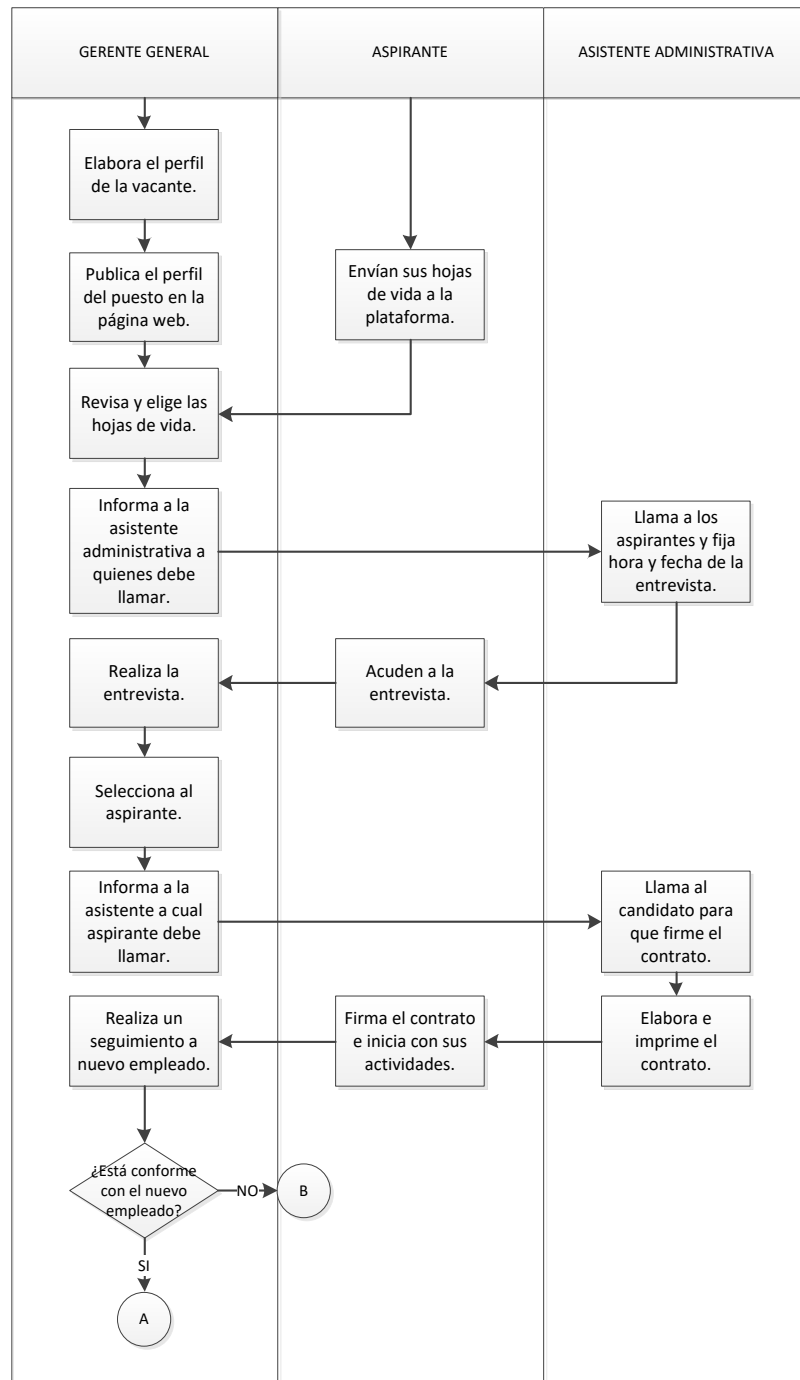 GERENTE GENERAL
ASPIRANTE
ASISTENTE ADMINISTRATIVA
Elabora el perfil
de la vacante.
Publica el perfil
del puesto en la
página web.
Envían sus hojas
de vida a la
plataforma.
Revisa y elige las
hojas de vida.
Informa a la
asistente
administrativa a
quienes debe
llamar.
Llama a los
aspirantes y fija
hora y fecha de la
entrevista.
Realiza la
entrevista.
Acuden a la
entrevista.
Selecciona al
aspirante.
Informa a la
asistente a cual
aspirante debe
llamar.
Llama al
candidato para
que firme el
contrato.
Realiza un
seguimiento a
nuevo empleado.
Firma el contrato
e inicia con sus
actividades.
Elabora e
imprime el
contrato.
¿Está conforme
con el nuevo
empleado?
NO
B
SI
A